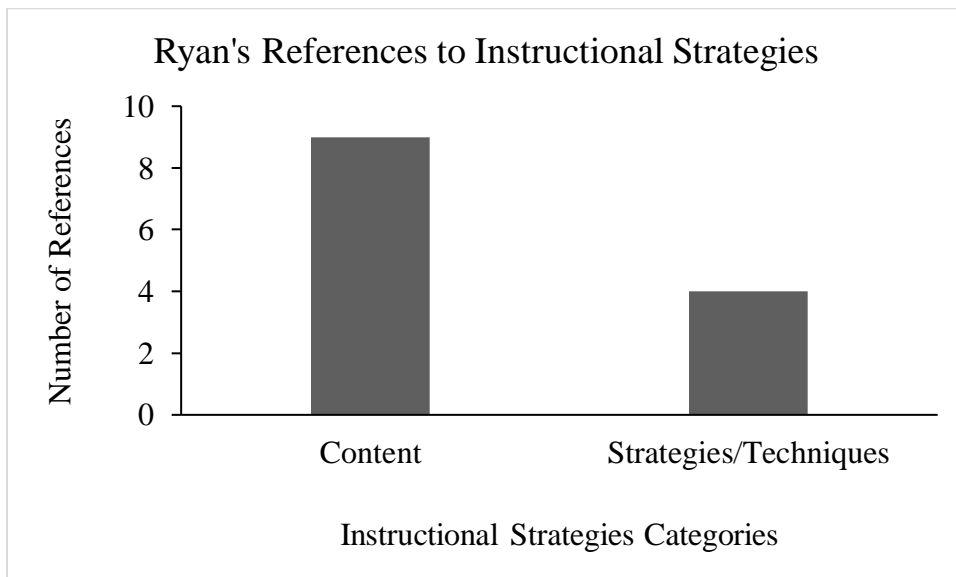 Ryan's References to Instructional Strategies
Number of References
10
8
6
4
2
0
Content
Strategies/Techniques
Instructional Strategies Categories